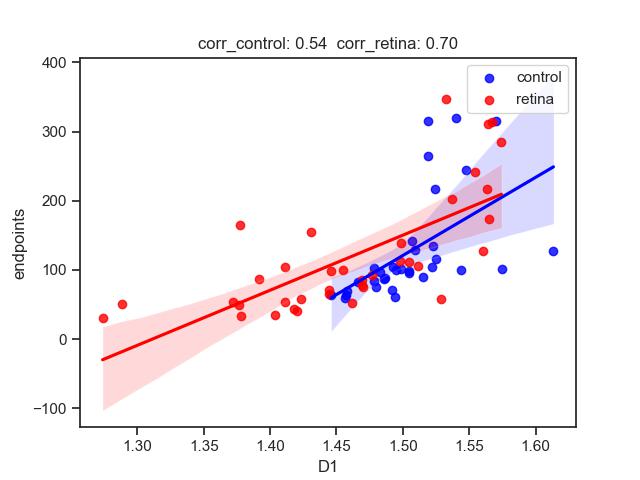 corr_control: 0.54  corr_retina: 0.70
400
300
200
100
0
−100
endpoints
control
retina
1.30 1.35 1.40 1.45 1.50 1.55 1.60
D1